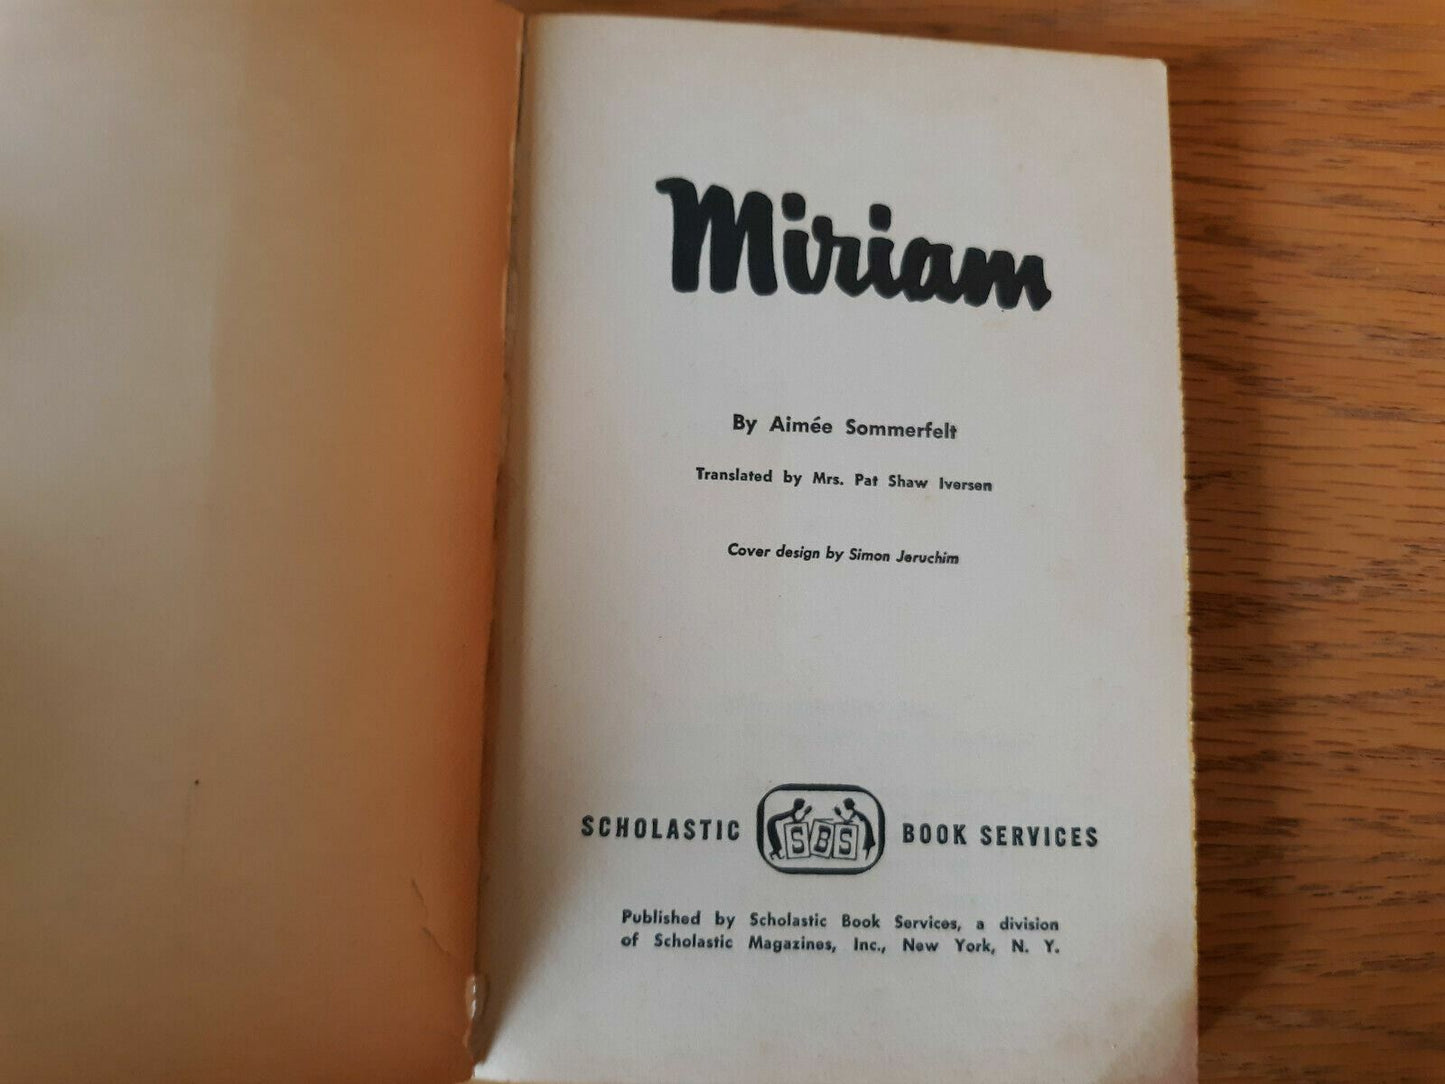 Miriam
By Aimée Sommerfelt
Translated by Mrs. Pat Shaw Iversen
Cover design by Simon Jeruchim
SCHOLASTIC SBS BOOK SERVICES
Published by Scholastic Book Services, a division
of Scholastic Magazines, Inc., New York, N. Y.